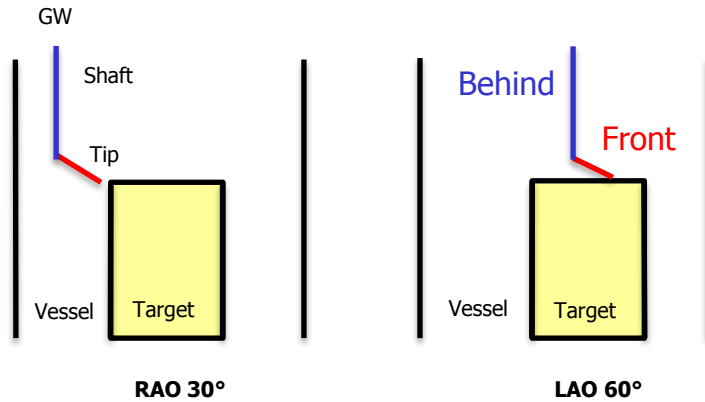 GW
Shaft
Tip
Vessel
Target
RAO 30°
Behind
Front
Vessel
Target
LAO 60°